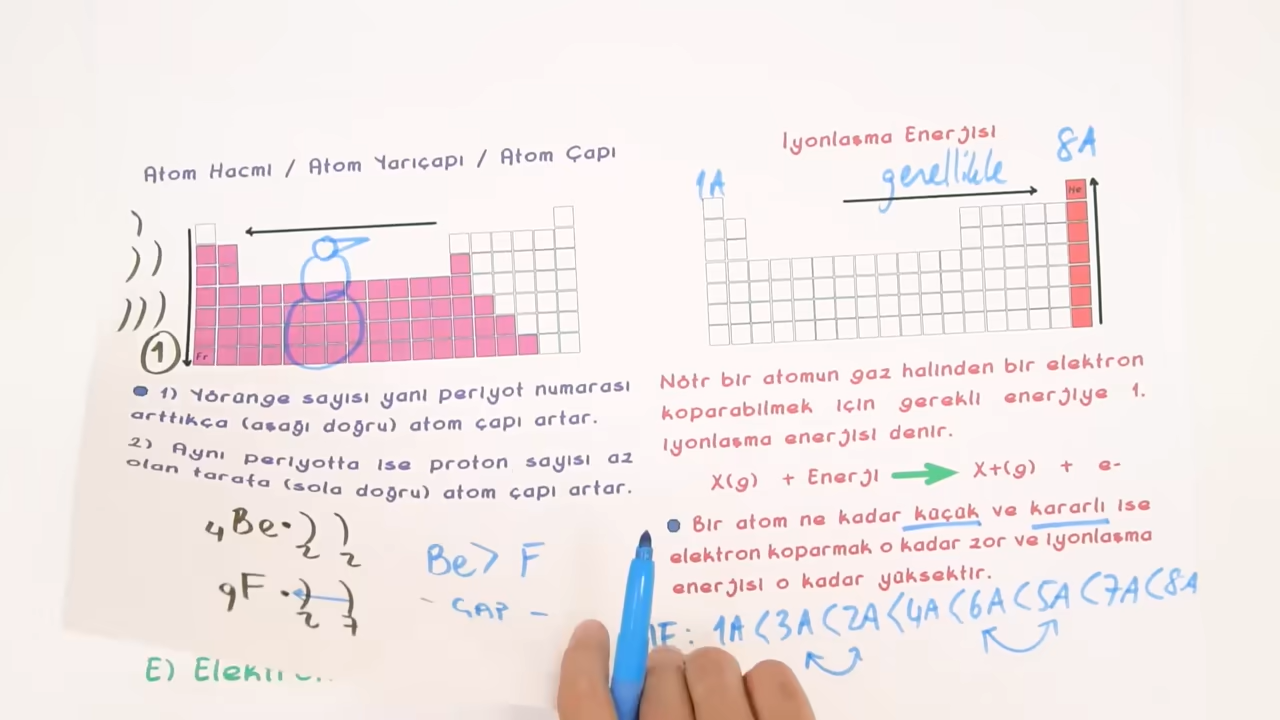 Atom Hacmi / Atom Yarıçapı / Atom Çapı
Fr
1
1) Yörünge sayısı yani periyot numarası
arttıkça (aşağı doğru) atom çapı artar.
2) Aynı periyotta ise proton sayısı az
olan tarafa (sola doğru) atom çapı artar.
4Be
2 2
9F
2 7
Be > F
- ÇAP -
E) Elektr
İyonlaşma Enerjisi
1A genellikle 8A
He
Nötr bir atomun gaz halinden bir elektron
koparabilmek için gerekli enerjiye 1.
iyonlaşma enerjisi denir.
X(g) + Enerji X+(g) + e-
Bir atom ne kadar küçük ve kararlı ise
elektron koparmak o kadar zor ve iyonlaşma
enerjisi o kadar yüksektir.
İE: 1A < 3A < 2A < 4A < 6A < 5A < 7A < 8A